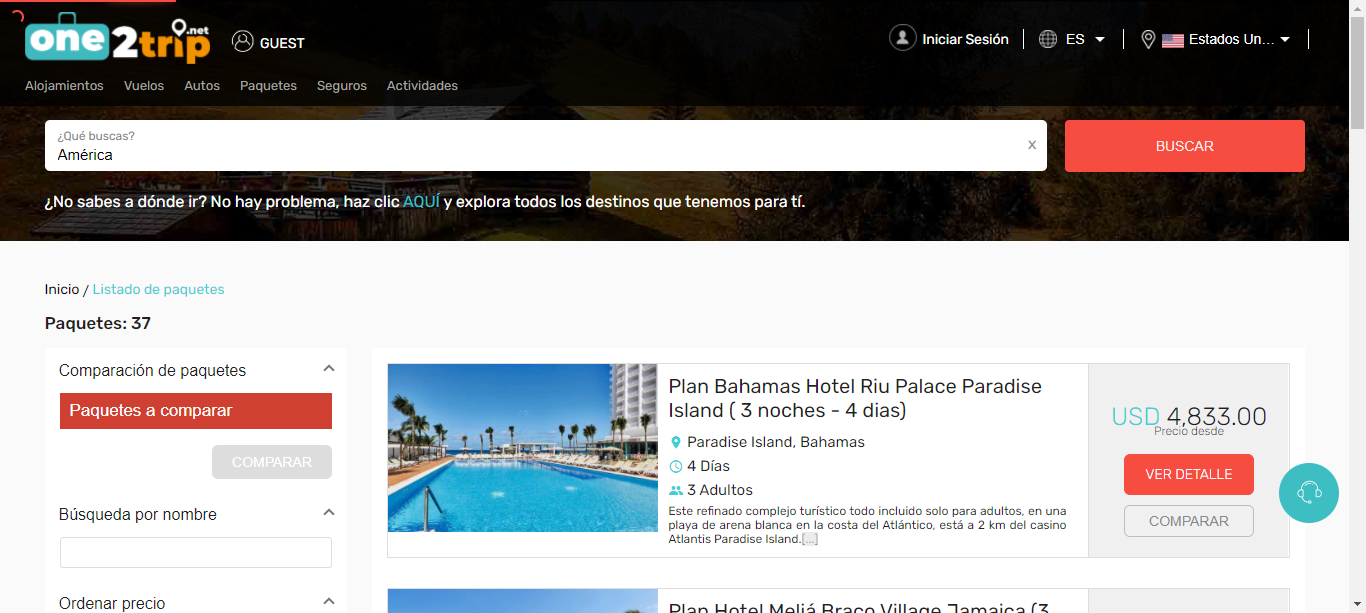 one2trip.net
GUEST
Iniciar Sesión
ES
Estados Un...
Alojamientos Vuelos Autos Paquetes Seguros Actividades
¿Qué buscas?
América
x
BUSCAR
¿No sabes a dónde ir? No hay problema, haz clic AQUÍ y explora todos los destinos que tenemos para tí.
Inicio / Listado de paquetes
Paquetes: 37
Comparación de paquetes
Paquetes a comparar
COMPARAR
Búsqueda por nombre
Ordenar precio
Plan Bahamas Hotel Riu Palace Paradise
Island ( 3 noches - 4 dias)
Paradise Island, Bahamas
4 Días
3 Adultos
Este refinado complejo turístico todo incluido solo para adultos, en una
playa de arena blanca en la costa del Atlántico, está a 2 km del casino
Atlantis Paradise Island.[...]
USD 4,833.00
Precio desde
VER DETALLE
COMPARAR
Plan Hotel Meliá Braco Village Jamaica (3